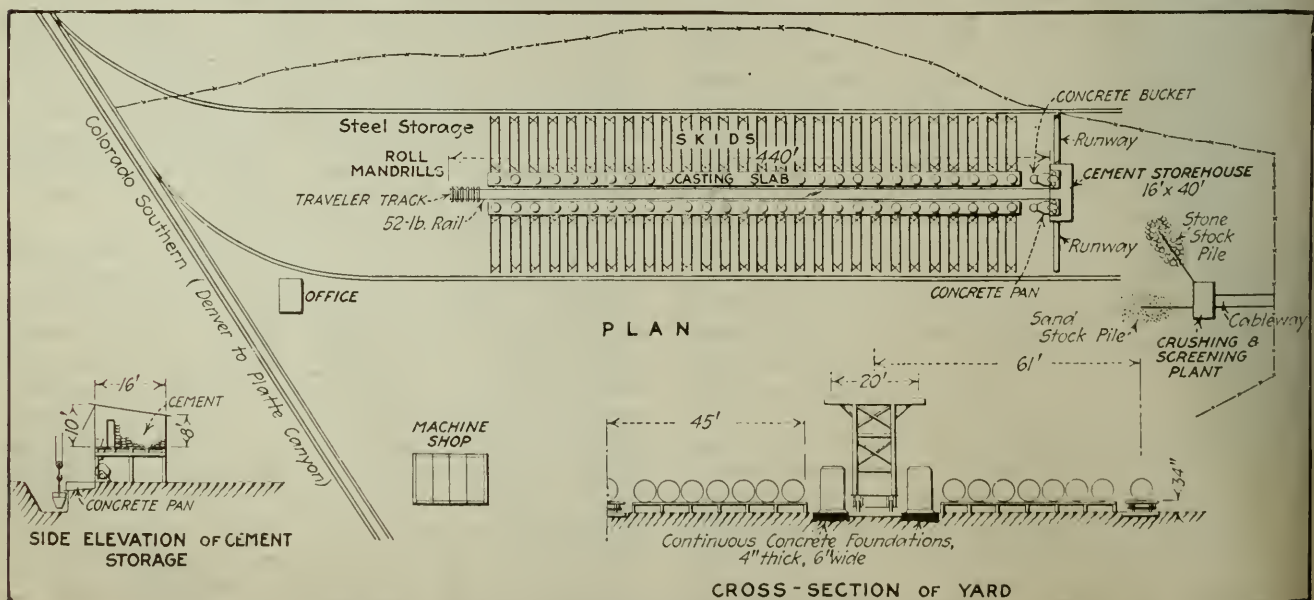 CONCRETE BUCKET
Steel Storage
SKIDS
Runway
ROLL
MANDRILLS
440'
CASTING SLAB
CEMENT STOREHOUSE
16' x 40'
TRAVELER TRACK
52-lb. Rail
Stone
Stock
Pile
Runway
Colorado Southern (Denver to Platte Canyon)
OFFICE
CONCRETE PAN
PLAN
Sand
Stock Pile
Cableway
CRUSHING &
SCREENING
PLANT
16'
CEMENT
10'
8'
CONCRETE PAN
SIDE ELEVATION OF CEMENT
STORAGE
MACHINE
SHOP
61'
20'
45'
34"
Continuous Concrete Foundations,
4" thick, 6" wide
CROSS-SECTION OF YARD